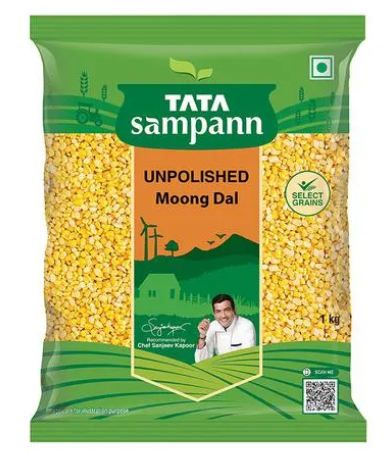 TATA
sampann
UNPOLISHED
Moong Dal
SELECT
GRAINS
1 kg
Recommended by
Chef Sanjeev Kapoor
SCAN ME